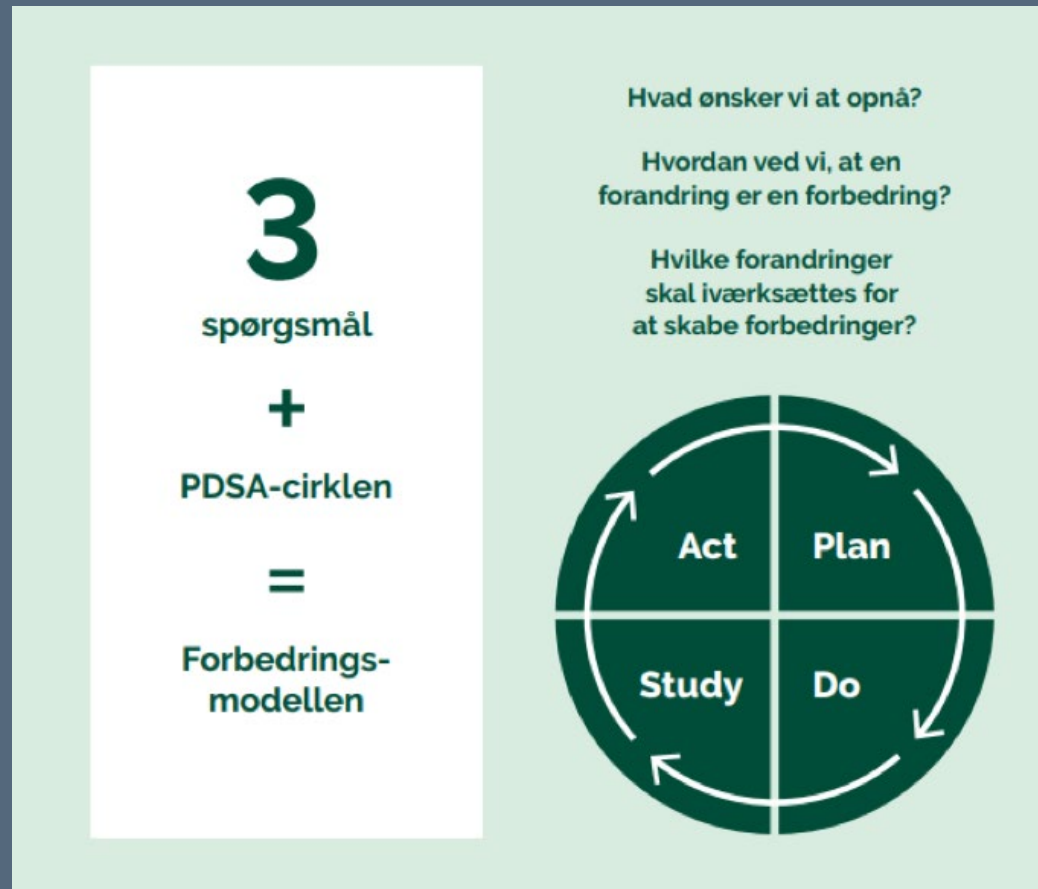 3
spørgsmål
+
PDSA-cirklen
=
Forbedrings-
modellen
Hvad ønsker vi at opnå?
Hvordan ved vi, at en
forandring er en forbedring?
Hvilke forandringer
skal iværksættes for
at skabe forbedringer?
Act
Plan
Study
Do